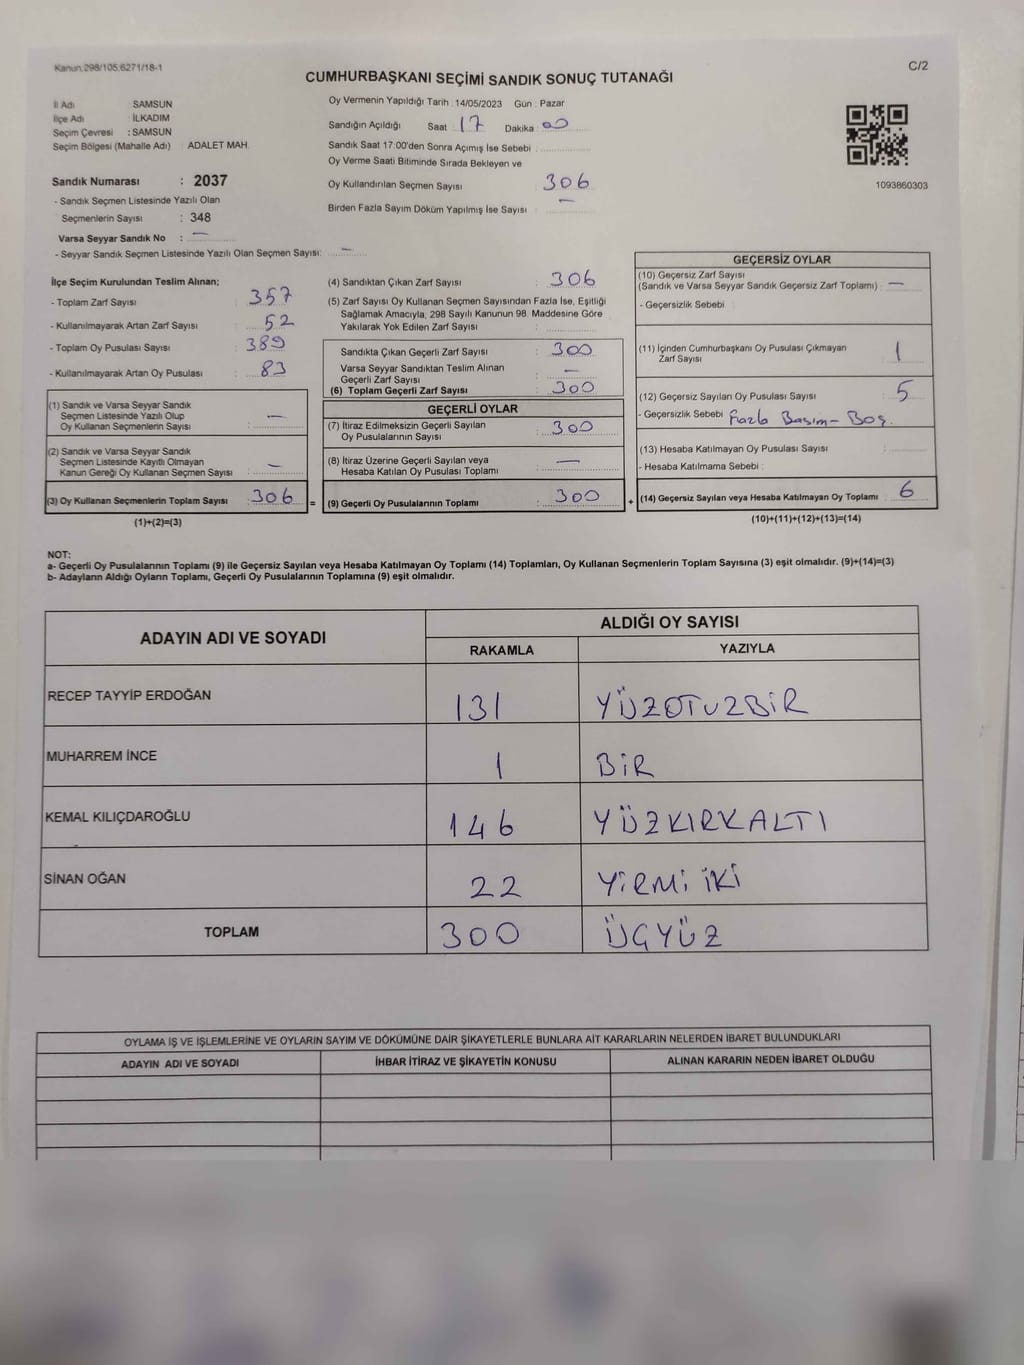 Kanun.298/105,6271/18-1
C/2
CUMHURBAŞKANI SEÇİMİ SANDIK SONUÇ TUTANAĞI
İl Adı SAMSUN
İlçe Adı : İLKADIM
Seçim Çevresi : SAMSUN
Seçim Bölgesi (Mahalle Adı) : ADALET MAH.
Sandık Numarası : 2037
- Sandık Seçmen Listesinde Yazılı Olan
Seçmenlerin Sayısı : 348
Varsa Seyyar Sandık No : —
- Seyyar Sandık Seçmen Listesinde Yazılı Olan Seçmen Sayısı: —
Oy Vermenin Yapıldığı Tarih : 14/05/2023 Gün : Pazar
Sandığın Açıldığı Saat : 17 Dakika : 00
Sandık Saat 17:00'den Sonra Açılmış İse Sebebi :
Oy Verme Saati Bitiminde Sırada Bekleyen ve
Oy Kullandırılan Seçmen Sayısı 306
Birden Fazla Sayım Döküm Yapılmış İse Sayısı : —
1093860303
İlçe Seçim Kurulundan Teslim Alınan;
- Toplam Zarf Sayısı : 357
- Kullanılmayarak Artan Zarf Sayısı : 52
- Toplam Oy Pusulası Sayısı : 389
- Kullanılmayarak Artan Oy Pusulası : 83
(1) Sandık ve Varsa Seyyar Sandık
Seçmen Listesinde Yazılı Olup
Oy Kullanan Seçmenlerin Sayısı : —
(2) Sandık ve Varsa Seyyar Sandık
Seçmen Listesinde Kayıtlı Olmayan
Kanun Gereği Oy Kullanan Seçmen Sayısı : —
(3) Oy Kullanan Seçmenlerin Toplam Sayısı : 306 =
(1)+(2)=(3)
(4) Sandıktan Çıkan Zarf Sayısı : 306
(5) Zarf Sayısı Oy Kullanan Seçmen Sayısından Fazla İse, Eşitliği
Sağlamak Amacıyla; 298 Sayılı Kanunun 98. Maddesine Göre
Yakılarak Yok Edilen Zarf Sayısı :
Sandıkta Çıkan Geçerli Zarf Sayısı : 300
Varsa Seyyar Sandıktan Teslim Alınan
Geçerli Zarf Sayısı : —
(6) Toplam Geçerli Zarf Sayısı : 300
GEÇERLİ OYLAR
(7) İtiraz Edilmeksizin Geçerli Sayılan
Oy Pusulalarının Sayısı : 300
(8) İtiraz Üzerine Geçerli Sayılan veya
Hesaba Katılan Oy Pusulası Toplamı : —
(9) Geçerli Oy Pusulalarının Toplamı : 300 +
GEÇERSİZ OYLAR
(10) Geçersiz Zarf Sayısı
(Sandık ve Varsa Seyyar Sandık Geçersiz Zarf Toplamı) : —
- Geçersizlik Sebebi :
(11) İçinden Cumhurbaşkanı Oy Pusulası Çıkmayan
Zarf Sayısı : 1
(12) Geçersiz Sayılan Oy Pusulası Sayısı : 5
- Geçersizlik Sebebi : Fazla Basım- Boş.
(13) Hesaba Katılmayan Oy Pusulası Sayısı :
- Hesaba Katılmama Sebebi :
(14) Geçersiz Sayılan veya Hesaba Katılmayan Oy Toplamı : 6
(10)+(11)+(12)+(13)=(14)
NOT:
a- Geçerli Oy Pusulalarının Toplamı (9) ile Geçersiz Sayılan veya Hesaba Katılmayan Oy Toplamı (14) Toplamları, Oy Kullanan Seçmenlerin Toplam Sayısına (3) eşit olmalıdır. (9)+(14)=(3)
b- Adayların Aldığı Oyların Toplamı, Geçerli Oy Pusulalarının Toplamına (9) eşit olmalıdır.
ADAYIN ADI VE SOYADI
ALDIĞI OY SAYISI
RAKAMLA YAZIYLA
RECEP TAYYİP ERDOĞAN 131 YÜZOTUZBİR
MUHARREM İNCE 1 BİR
KEMAL KILIÇDAROĞLU 146 YÜZKIRKALTI
SİNAN OĞAN 22 YİRMİ İKİ
TOPLAM 300 ÜÇYÜZ
OYLAMA İŞ VE İŞLEMLERİNE VE OYLARIN SAYIM VE DÖKÜMÜNE DAİR ŞİKAYETLERLE BUNLARA AİT KARARLARIN NELERDEN İBARET BULUNDUKLARI
ADAYIN ADI VE SOYADI İHBAR İTİRAZ VE ŞİKAYETİN KONUSU ALINAN KARARIN NEDEN İBARET OLDUĞU